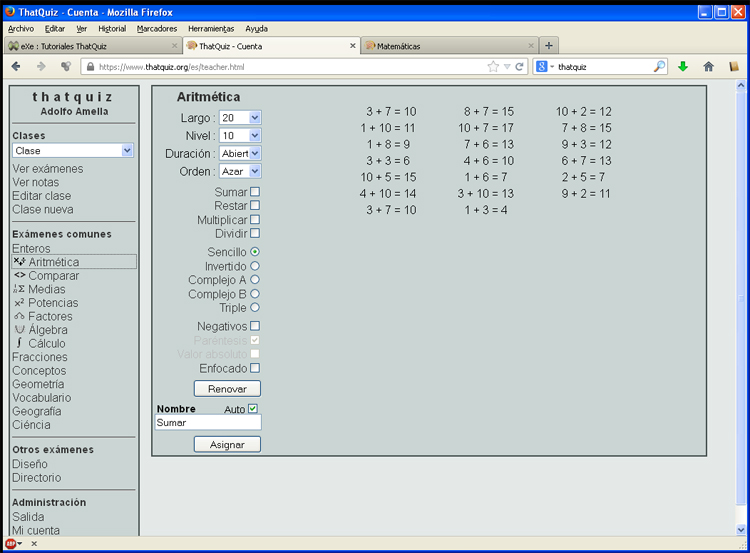 ThatQuiz - Cuenta - Mozilla Firefox
Archivo Editar Ver Historial Marcadores Herramientas Ayuda
eXe : Tutoriales ThatQuiz
ThatQuiz - Cuenta
Matemáticas
https://www.thatquiz.org/es/teacher.html
thatquiz
thatquiz
Adolfo Amella
Clases
Clase
Ver exámenes
Ver notas
Editar clase
Clase nueva
Exámenes comunes
Enteros
Aritmética
<> Comparar
Medias
x² Potencias
Factores
Álgebra
∫ Cálculo
Fracciones
Conceptos
Geometría
Vocabulario
Geografía
Ciéncia
Otros exámenes
Diseño
Directorio
Administración
Salida
Mi cuenta
Aritmética
Largo : 20
Nivel : 10
Duración : Abiert
Orden : Azar
Sumar
Restar
Multiplicar
Dividir
Sencillo
Invertido
Complejo A
Complejo B
Triple
Negativos
Paréntesis
Valor absoluto
Enfocado
Renovar
Nombre Auto
Sumar
Asignar
3 + 7 = 10 8 + 7 = 15 10 + 2 = 12
1 + 10 = 11 10 + 7 = 17 7 + 8 = 15
1 + 8 = 9 7 + 6 = 13 9 + 3 = 12
3 + 3 = 6 4 + 6 = 10 6 + 7 = 13
10 + 5 = 15 1 + 6 = 7 2 + 5 = 7
4 + 10 = 14 3 + 10 = 13 9 + 2 = 11
3 + 7 = 10 1 + 3 = 4
ABP